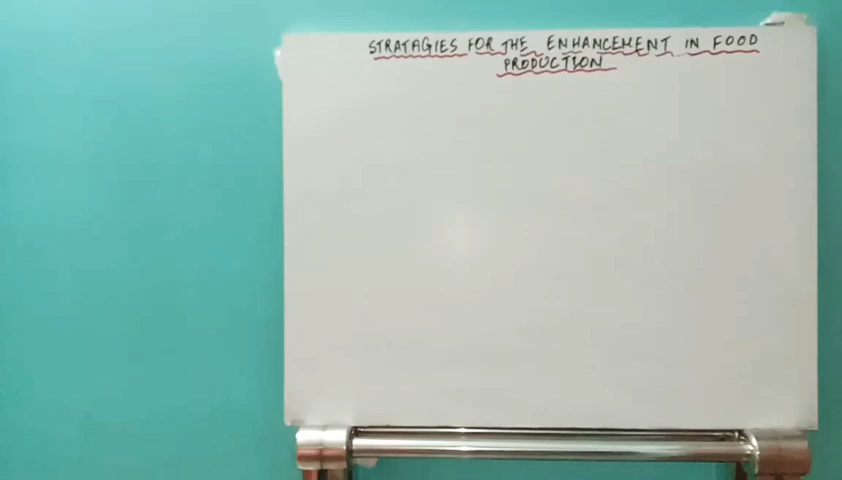 STRATAGIES FOR THE ENHANCEMENT IN FOOD
PRODUCTION